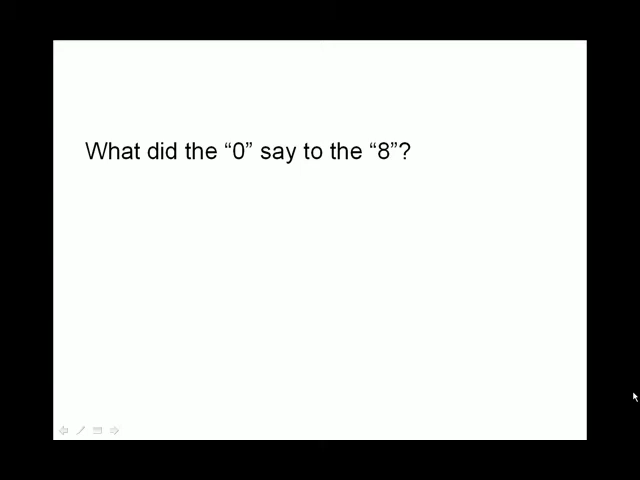 What did the “0” say to the “8”?